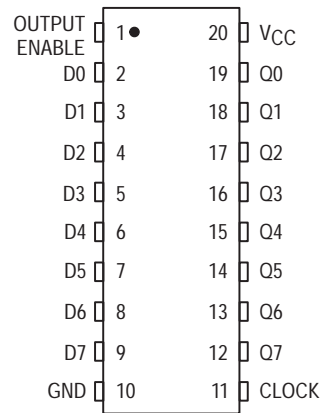 OUTPUT
ENABLE 1 20 VCC
D0 2 19 Q0
D1 3 18 Q1
D2 4 17 Q2
D3 5 16 Q3
D4 6 15 Q4
D5 7 14 Q5
D6 8 13 Q6
D7 9 12 Q7
GND 10 11 CLOCK